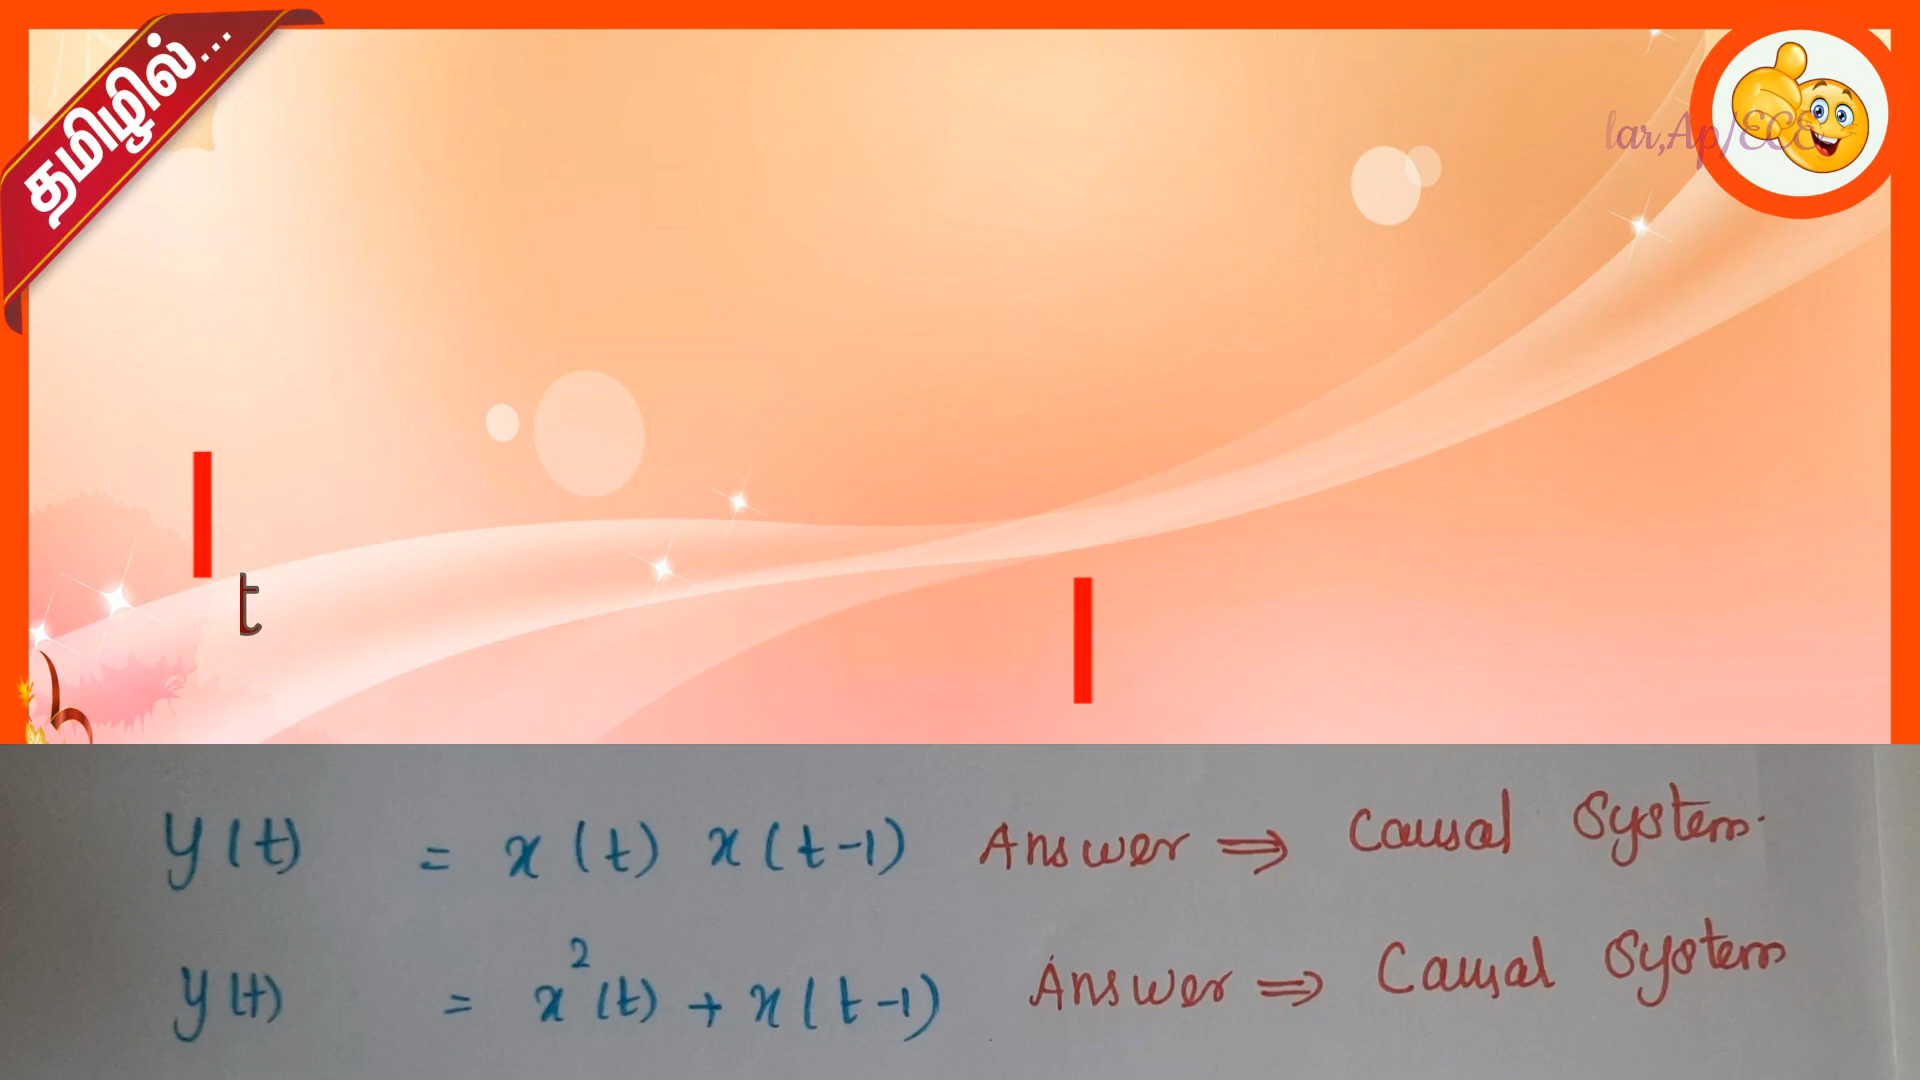 தமிழில்...
lar,Ap/ECE
t
y(t) = x(t) x(t-1) Answer ⇒ Causal System.
y(t) = x²(t) + x(t-1) Answer ⇒ Causal System